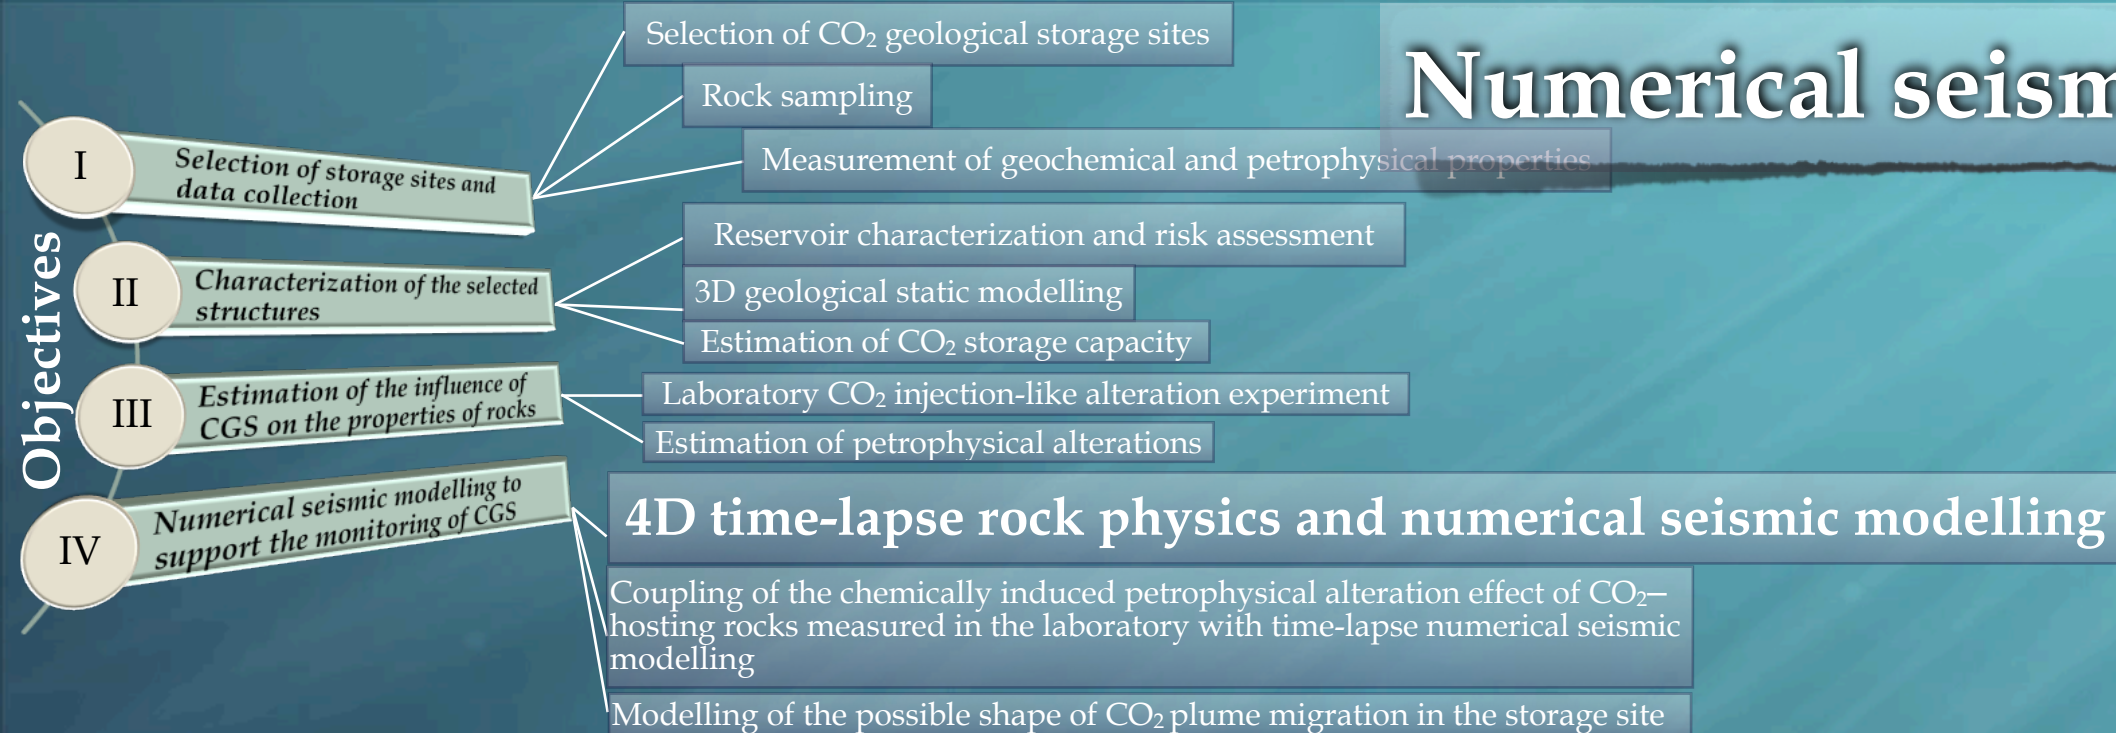 Numerical seism
Objectives
I
Selection of storage sites and
data collection
Selection of CO₂ geological storage sites
Rock sampling
Measurement of geochemical and petrophysical properties
II
Characterization of the selected
structures
Reservoir characterization and risk assessment
3D geological static modelling
Estimation of CO₂ storage capacity
III
Estimation of the influence of
CGS on the properties of rocks
Laboratory CO₂ injection-like alteration experiment
Estimation of petrophysical alterations
IV
Numerical seismic modelling to
support the monitoring of CGS
4D time-lapse rock physics and numerical seismic modelling
Coupling of the chemically induced petrophysical alteration effect of CO₂–
hosting rocks measured in the laboratory with time-lapse numerical seismic
modelling
Modelling of the possible shape of CO₂ plume migration in the storage site